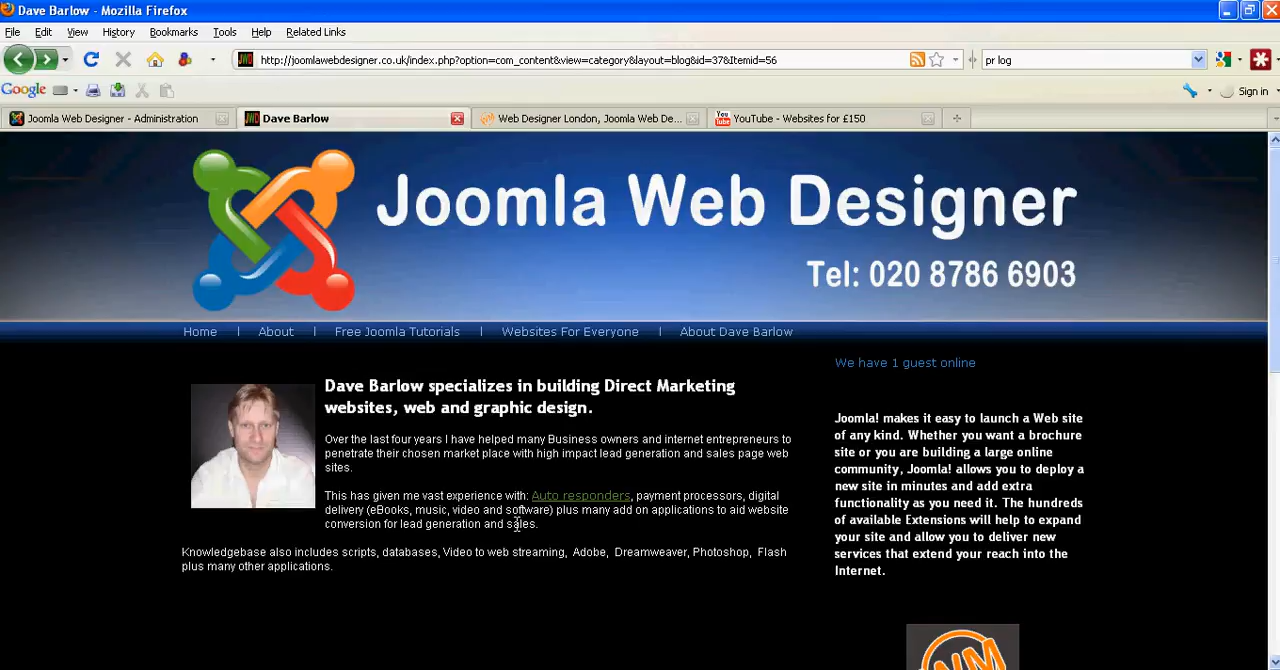 Dave Barlow - Mozilla Firefox
File Edit View History Bookmarks Tools Help Related Links
http://joomlawebdesigner.co.uk/index.php?option=com_content&view=category&layout=blog&id=37&Itemid=56
pr log
Google
Sign in
Joomla Web Designer - Administration
Dave Barlow
Web Designer London, Joomla Web De...
YouTube - Websites for £150
Joomla Web Designer
Tel: 020 8786 6903
Home | About | Free Joomla Tutorials | Websites For Everyone | About Dave Barlow
We have 1 guest online
Dave Barlow specializes in building Direct Marketing
websites, web and graphic design.
Over the last four years I have helped many Business owners and internet entrepreneurs to
penetrate their chosen market place with high impact lead generation and sales page web
sites.
This has given me vast experience with: Auto responders, payment processors, digital
delivery (eBooks, music, video and software) plus many add on applications to aid website
conversion for lead generation and sales.
Knowledgebase also includes scripts, databases, Video to web streaming, Adobe, Dreamweaver, Photoshop, Flash
plus many other applications.
Joomla! makes it easy to launch a Web site
of any kind. Whether you want a brochure
site or you are building a large online
community, Joomla! allows you to deploy a
new site in minutes and add extra
functionality as you need it. The hundreds
of available Extensions will help to expand
your site and allow you to deliver new
services that extend your reach into the
Internet.